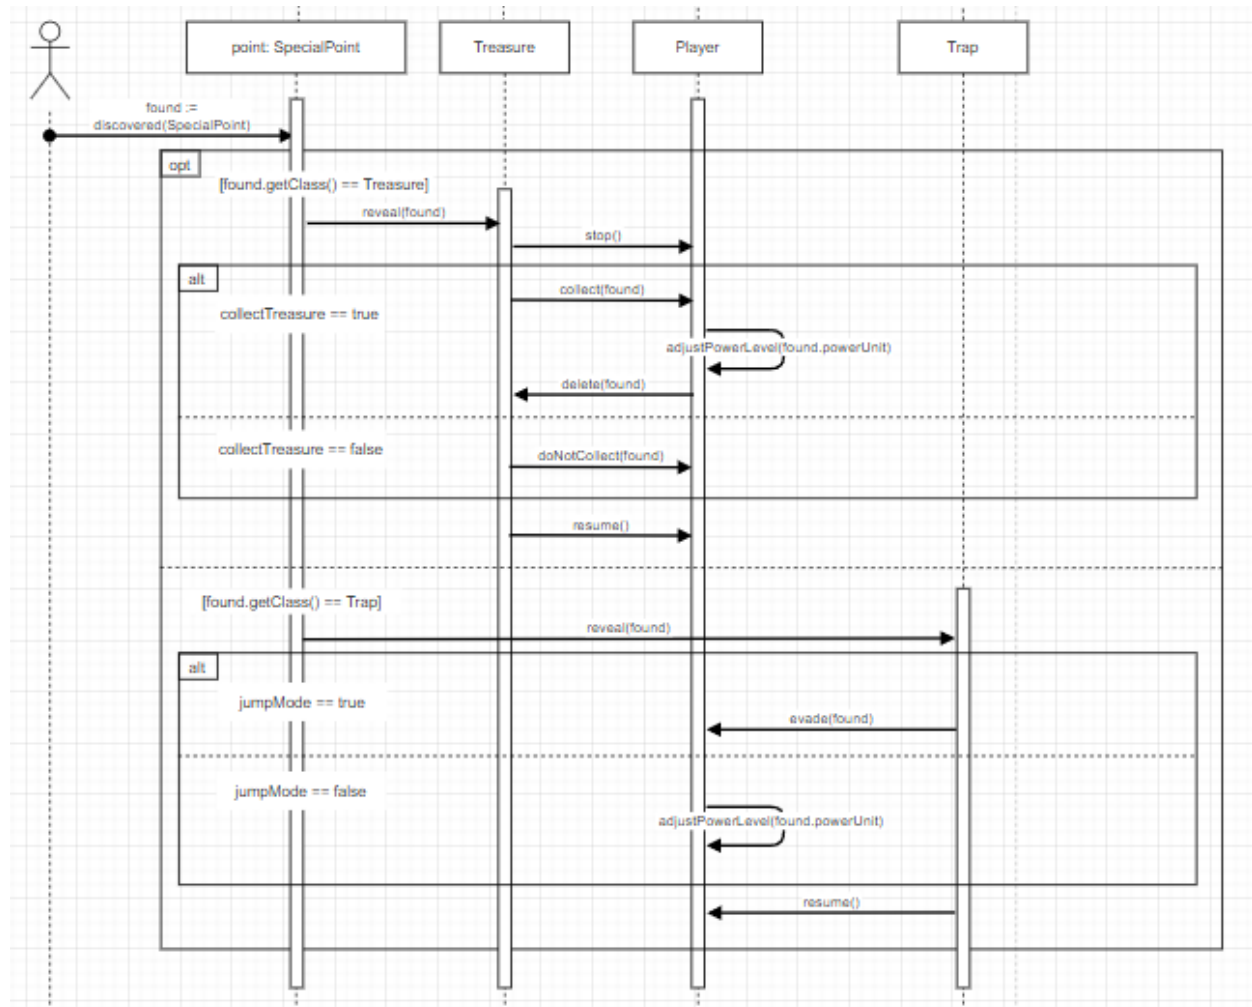 point: SpecialPoint
Treasure
Player
Trap
found :=
discovered(SpecialPoint)
opt
[found.getClass() == Treasure]
reveal(found)
stop()
alt
collect(found)
collectTreasure == true
adjustPowerLevel(found.powerUnit)
delete(found)
collectTreasure == false
doNotCollect(found)
resume()
[found.getClass() == Trap]
reveal(found)
alt
jumpMode == true
evade(found)
jumpMode == false
adjustPowerLevel(found.powerUnit)
resume()